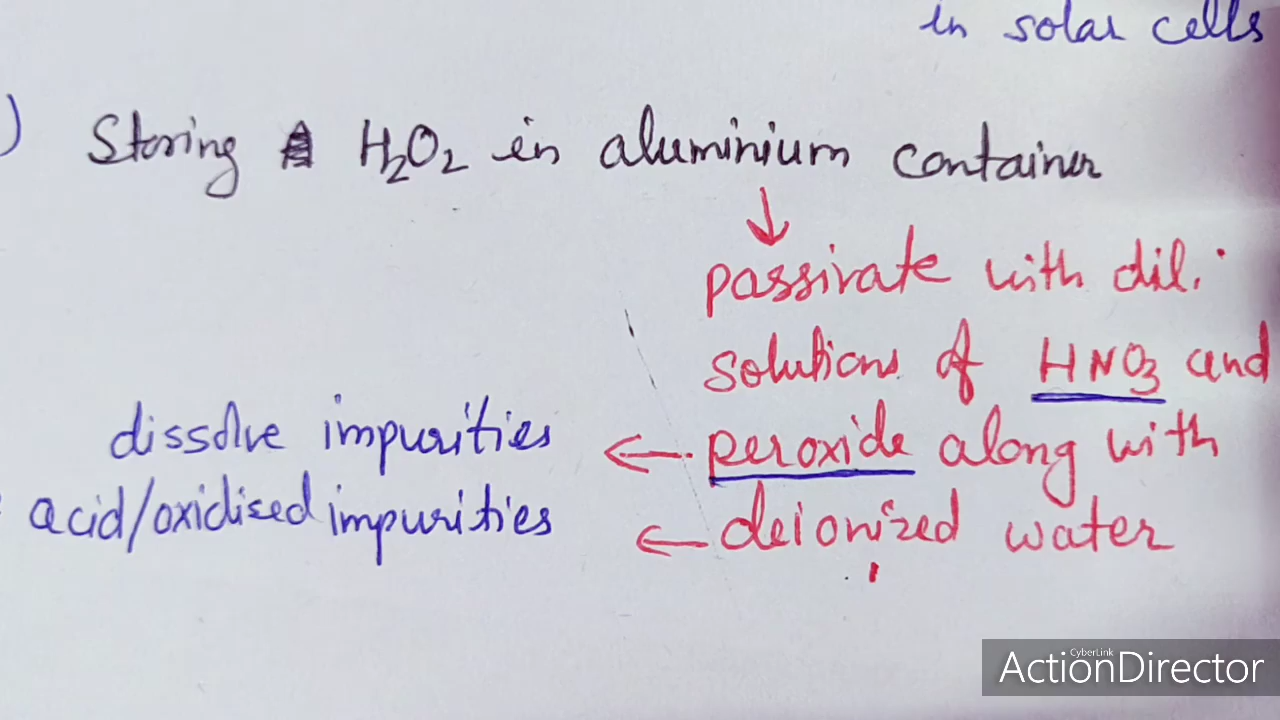 in solar cells
) Storing H₂O₂ in aluminium container
↓
passivate with dil.
solutions of HNO₃ and
dissolve impurities ← peroxide along with
acid/oxidised impurities ← deionized water
CyberLink
ActionDirector